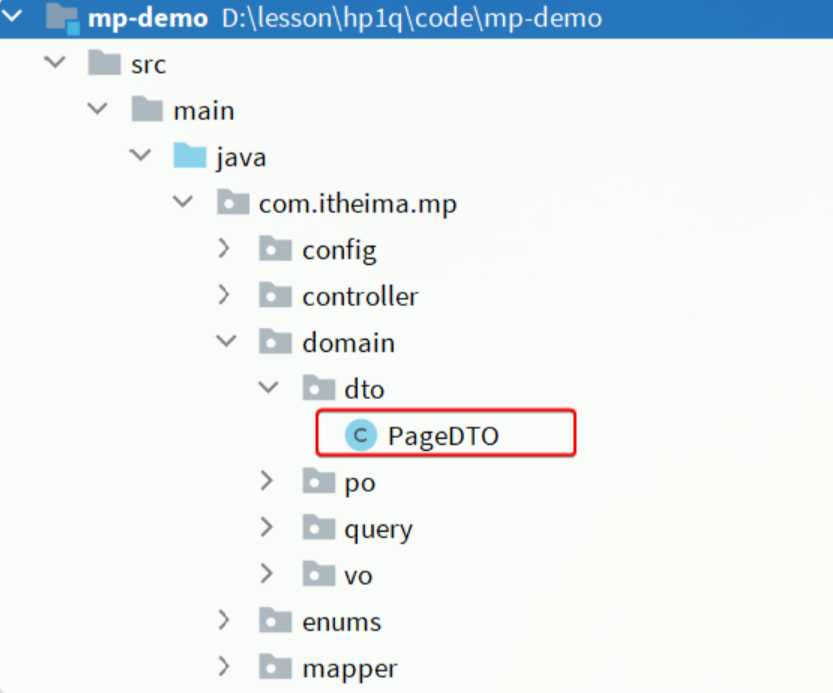 mp-demo D:\lesson\hp1q\code\mp-demo
src
main
java
com.itheima.mp
config
controller
domain
dto
C PageDTO
po
query
vo
enums
mapper